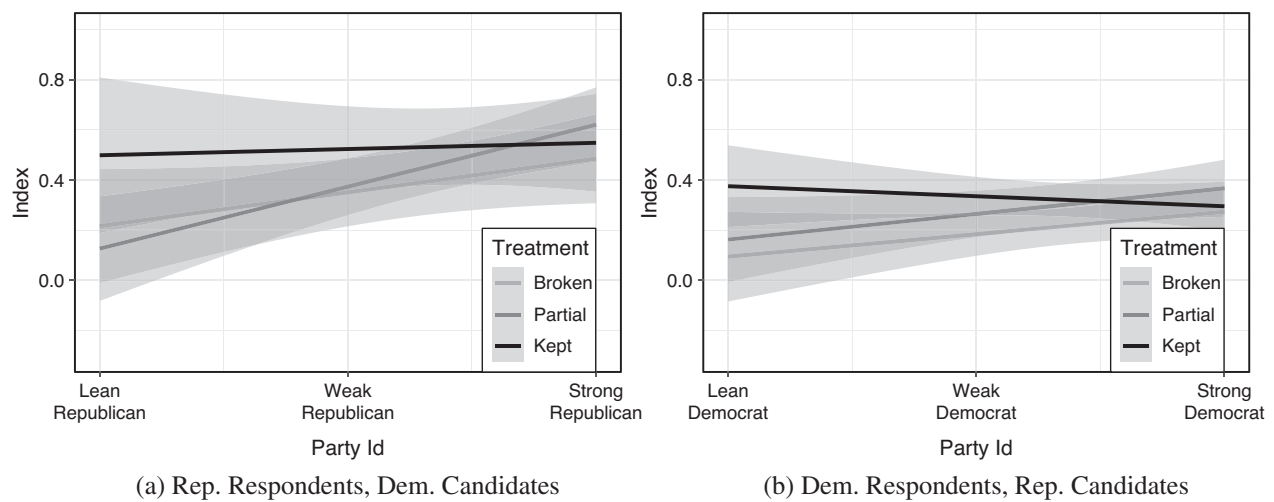 0.8
0.4
0.0
Index
Treatment
Broken
Partial
Kept
Lean
Republican
Weak
Republican
Strong
Republican
Party Id
(a) Rep. Respondents, Dem. Candidates
0.8
0.4
0.0
Index
Treatment
Broken
Partial
Kept
Lean
Democrat
Weak
Democrat
Strong
Democrat
Party Id
(b) Dem. Respondents, Rep. Candidates